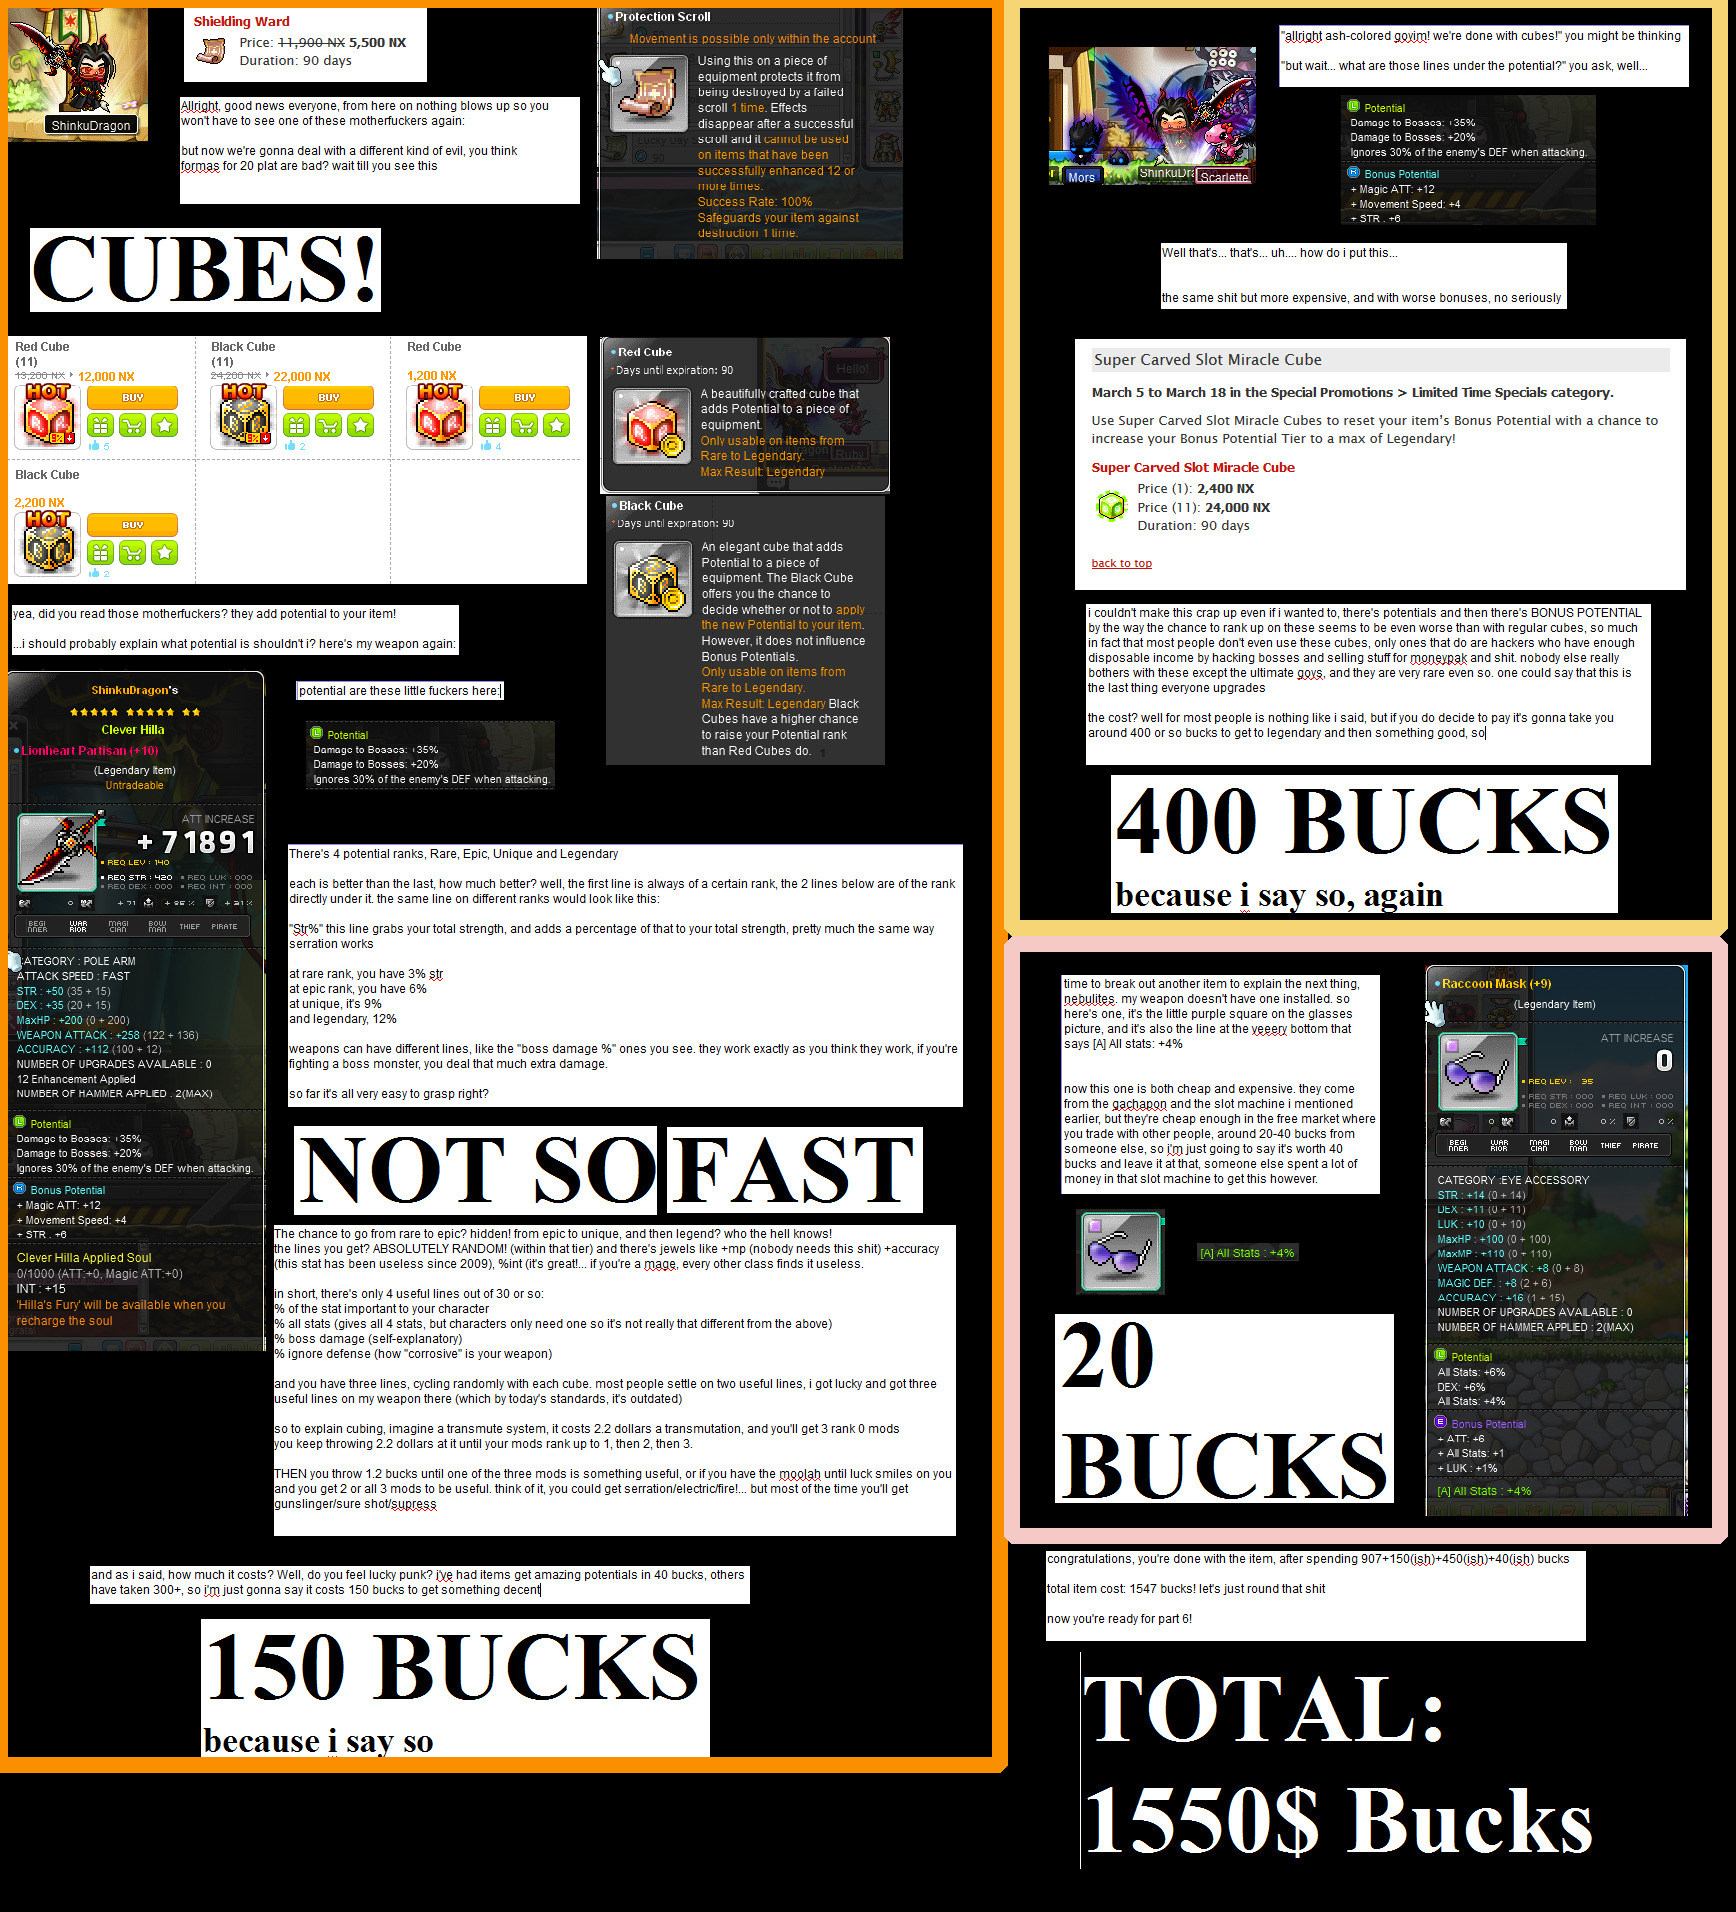 ShinkuDragon
Shielding Ward
Price: 11,900 NX 5,500 NX
Duration: 90 days
Allright, good news everyone, from here on nothing blows up so you
won't have to see one of these motherfuckers again:
but now we're gonna deal with a different kind of evil, you think
formas for 20 plat are bad? wait till you see this
Protection Scroll
Movement is possible only within the account
Using this on a piece of
equipment protects it from
being destroyed by a failed
scroll 1 time. Effects
disappear after a successful
scroll and it cannot be used
on items that have been
successfully enhanced 12 or
more times.
Success Rate: 100%
Safeguards your item against
destruction 1 time.
CUBES!
Red Cube
(11)
13,200 NX 12,000 NX
HOT
BUY
5
Black Cube
(11)
24,200 NX 22,000 NX
HOT
BUY
2
Red Cube
1,200 NX
HOT
BUY
4
Black Cube
2,200 NX
HOT
BUY
2
Red Cube
Days until expiration: 90
Hello!
A beautifully crafted cube that
adds Potential to a piece of
equipment.
Only usable on items from
Rare to Legendary.
Max Result: Legendary
Ruby
Black Cube
Days until expiration: 90
An elegant cube that adds
Potential to a piece of
equipment. The Black Cube
offers you the chance to
decide whether or not to apply
the new Potential to your item.
However, it does not influence
Bonus Potentials.
Only usable on items from
Rare to Legendary.
Max Result: Legendary Black
Cubes have a higher chance
to raise your Potential rank
than Red Cubes do.
yea, did you read those motherfuckers? they add potential to your item!
...i should probably explain what potential is shouldn't i? here's my weapon again:
ShinkuDragon's
Clever Hilla
Lionheart Partisan (+10)
(Legendary Item)
Untradeable
ATT INCREASE
+71891
REQ LEV : 140
REQ STR : 420 REQ LUK : 000
REQ DEX : 000 REQ INT : 000
BEGINNER WARRIOR MAGICIAN BOWMAN THIEF PIRATE
CATEGORY : POLE ARM
ATTACK SPEED : FAST
STR : +50 (35 + 15)
DEX : +35 (20 + 15)
MaxHP : +200 (0 + 200)
WEAPON ATTACK : +258 (122 + 136)
ACCURACY : +112 (100 + 12)
NUMBER OF UPGRADES AVAILABLE : 0
12 Enhancement Applied
NUMBER OF HAMMER APPLIED : 2(MAX)
Potential
Damage to Bosses: +35%
Damage to Bosses: +20%
Ignores 30% of the enemy's DEF when attacking.
Bonus Potential
+ Magic ATT: +12
+ Movement Speed: +4
+ STR : +6
Clever Hilla Applied Soul
0/1000 (ATT:+0, Magic ATT:+0)
INT : +15
'Hilla's Fury' will be available when you
recharge the soul
potential are these little fuckers here:
Potential
Damage to Bosses: +35%
Damage to Bosses: +20%
Ignores 30% of the enemy's DEF when attacking.
There's 4 potential ranks, Rare, Epic, Unique and Legendary
each is better than the last, how much better? well, the first line is always of a certain rank, the 2 lines below are of the rank
directly under it. the same line on different ranks would look like this:
"Str%" this line grabs your total strength, and adds a percentage of that to your total strength, pretty much the same way
serration works
at rare rank, you have 3% str
at epic rank, you have 6%
at unique, it's 9%
and legendary, 12%
weapons can have different lines, like the "boss damage %" ones you see. they work exactly as you think they work, if you're
fighting a boss monster, you deal that much extra damage.
so far it's all very easy to grasp right?
NOT SO FAST
The chance to go from rare to epic? hidden! from epic to unique, and then legend? who the hell knows!
the lines you get? ABSOLUTELY RANDOM! (within that tier) and there's jewels like +mp (nobody needs this shit) +accuracy
(this stat has been useless since 2009), %int (it's great!... if you're a mage, every other class finds it useless.
in short, there's only 4 useful lines out of 30 or so:
% of the stat important to your character
% all stats (gives all 4 stats, but characters only need one so it's not really that different from the above)
% boss damage (self-explanatory)
% ignore defense (how "corrosive" is your weapon)
and you have three lines, cycling randomly with each cube. most people settle on two useful lines, i got lucky and got three
useful lines on my weapon there (which by today's standards, it's outdated)
so to explain cubing, imagine a transmute system, it costs 2.2 dollars a transmutation, and you'll get 3 rank 0 mods
you keep throwing 2.2 dollars at it until your mods rank up to 1, then 2, then 3.
THEN you throw 1.2 bucks until one of the three mods is something useful, or if you have the moolah until luck smiles on you
and you get 2 or all 3 mods to be useful. think of it, you could get serration/electric/fire!... but most of the time you'll get
gunslinger/sure shot/supress
and as i said, how much it costs? Well, do you feel lucky punk? i've had items get amazing potentials in 40 bucks, others
have taken 300+, so i'm just gonna say it costs 150 bucks to get something decent
150 BUCKS
because i say so
"allright ash-colored goyim! we're done with cubes!" you might be thinking
"but wait... what are those lines under the potential?" you ask, well...
Mors
ShinkuDra
Scarlette
Potential
Damage to Bosses: +35%
Damage to Bosses: +20%
Ignores 30% of the enemy's DEF when attacking.
Bonus Potential
+ Magic ATT: +12
+ Movement Speed: +4
+ STR : +6
Well that's... that's... uh.... how do i put this...
the same shit but more expensive, and with worse bonuses, no seriously
Super Carved Slot Miracle Cube
March 5 to March 18 in the Special Promotions > Limited Time Specials category.
Use Super Carved Slot Miracle Cubes to reset your item's Bonus Potential with a chance to
increase your Bonus Potential Tier to a max of Legendary!
Super Carved Slot Miracle Cube
Price (1): 2,400 NX
Price (11): 24,000 NX
Duration: 90 days
back to top
i couldn't make this crap up even if i wanted to, there's potentials and then there's BONUS POTENTIAL
by the way the chance to rank up on these seems to be even worse than with regular cubes, so much
in fact that most people don't even use these cubes, only ones that do are hackers who have enough
disposable income by hacking bosses and selling stuff for moneypak and shit. nobody else really
bothers with these except the ultimate goys, and they are very rare even so. one could say that this is
the last thing everyone upgrades
the cost? well for most people is nothing like i said, but if you do decide to pay it's gonna take you
around 400 or so bucks to get to legendary and then something good, so
400 BUCKS
because i say so, again
time to break out another item to explain the next thing,
nebulites. my weapon doesn't have one installed. so
here's one, it's the little purple square on the glasses
picture, and it's also the line at the yeeery bottom that
says [A] All stats: +4%
now this one is both cheap and expensive. they come
from the gachapon and the slot machine i mentioned
earlier, but they're cheap enough in the free market where
you trade with other people, around 20-40 bucks from
someone else, so i'm just going to say it's worth 40
bucks and leave it at that, someone else spent a lot of
money in that slot machine to get this however.
[A] All Stats : +4%
20
BUCKS
Raccoon Mask (+9)
(Legendary Item)
ATT INCREASE
0
REQ LEV : 35
REQ STR : 000 REQ LUK : 000
REQ DEX : 000 REQ INT : 000
BEGINNER WARRIOR MAGICIAN BOWMAN THIEF PIRATE
CATEGORY :EYE ACCESSORY
STR : +14 (0 + 14)
DEX : +11 (0 + 11)
LUK : +10 (0 + 10)
MaxHP : +100 (0 + 100)
MaxMP : +110 (0 + 110)
WEAPON ATTACK : +8 (0 + 8)
MAGIC DEF. : +8 (2 + 6)
ACCURACY : +16 (1 + 15)
NUMBER OF UPGRADES AVAILABLE : 0
NUMBER OF HAMMER APPLIED : 2(MAX)
Potential
All Stats: +6%
DEX: +6%
All Stats: +4%
Bonus Potential
+ ATT: +6
+ All Stats: +1
+ LUK : +1%
[A] All Stats : +4%
congratulations, you're done with the item, after spending 907+150(ish)+450(ish)+40(ish) bucks
total item cost: 1547 bucks! let's just round that shit
now you're ready for part 6!
TOTAL:
1550$ Bucks